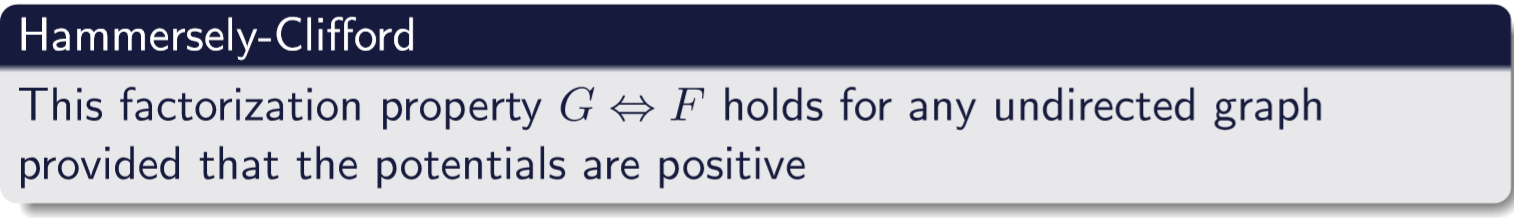 Hammersely-Clifford
This factorization property G ⇔ F holds for any undirected graph
provided that the potentials are positive